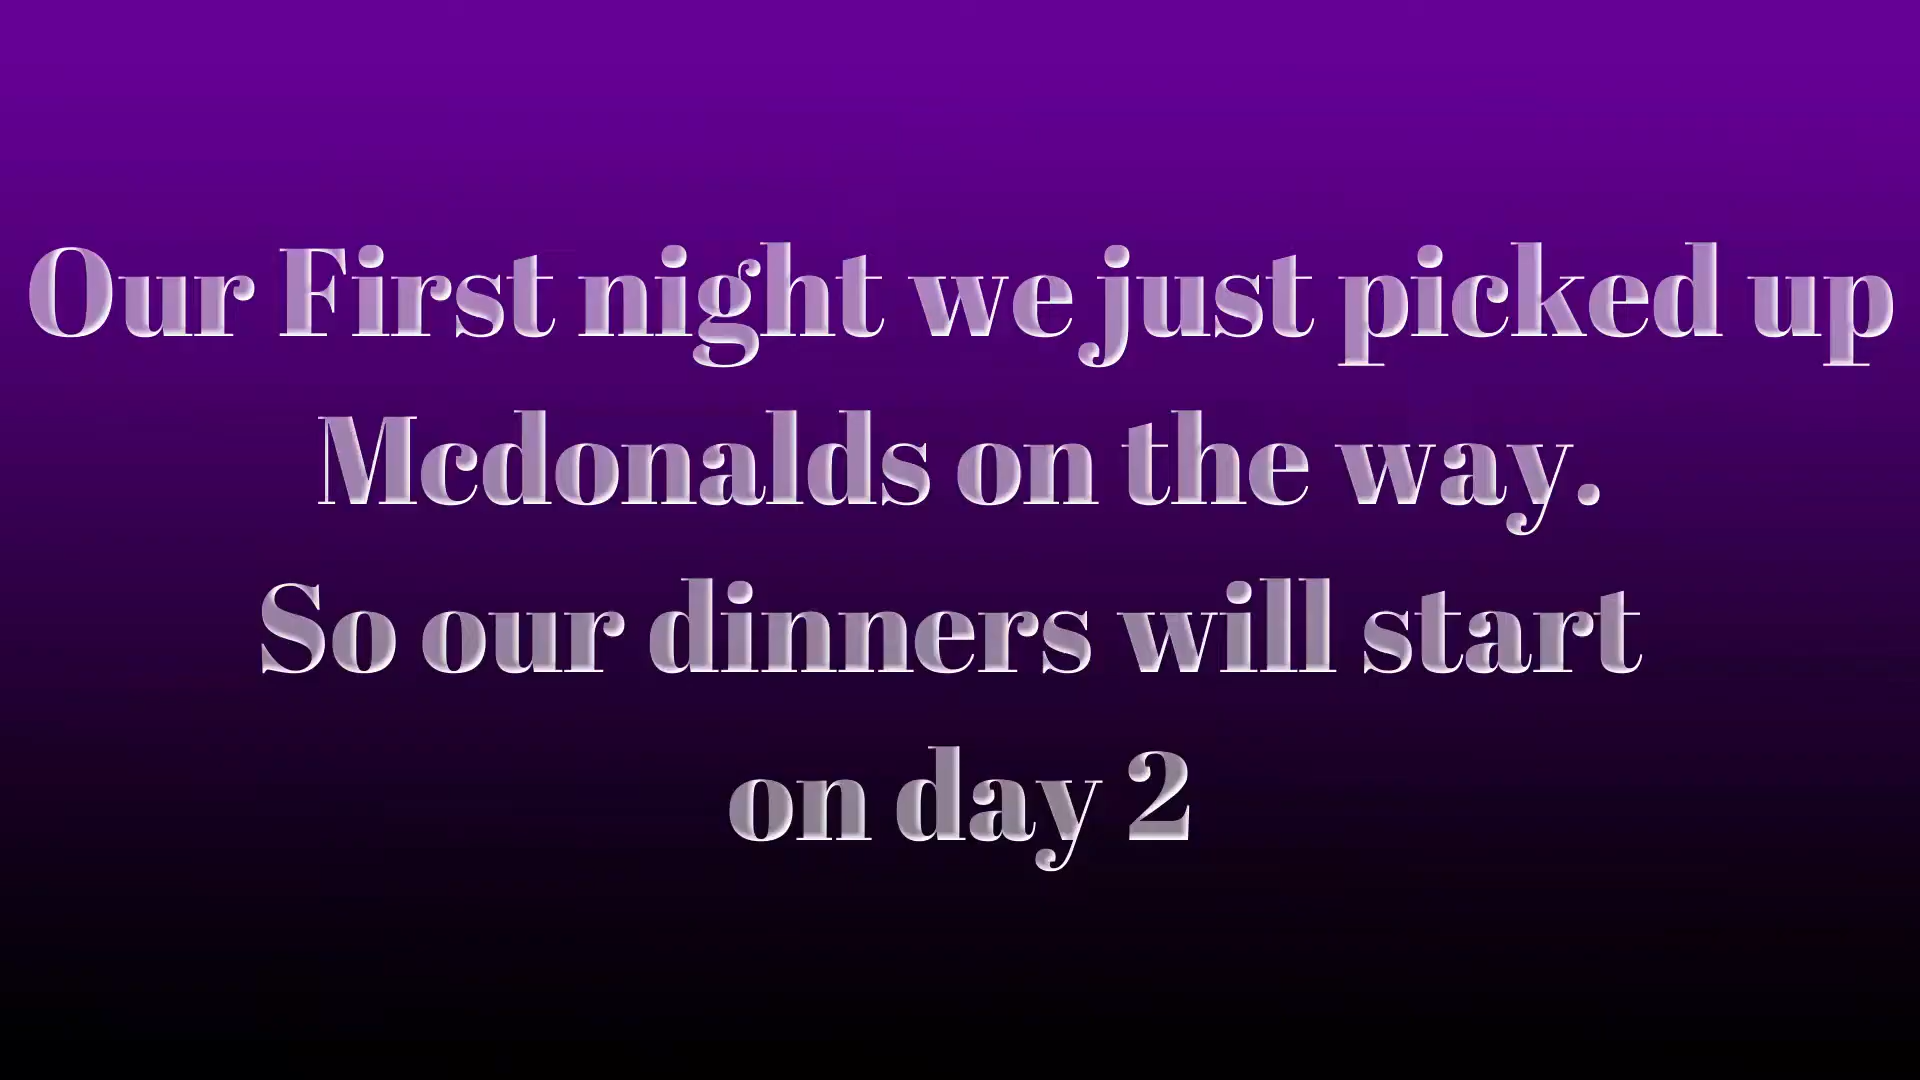 Our First night we just picked up
Mcdonalds on the way.
So our dinners will start
on day 2